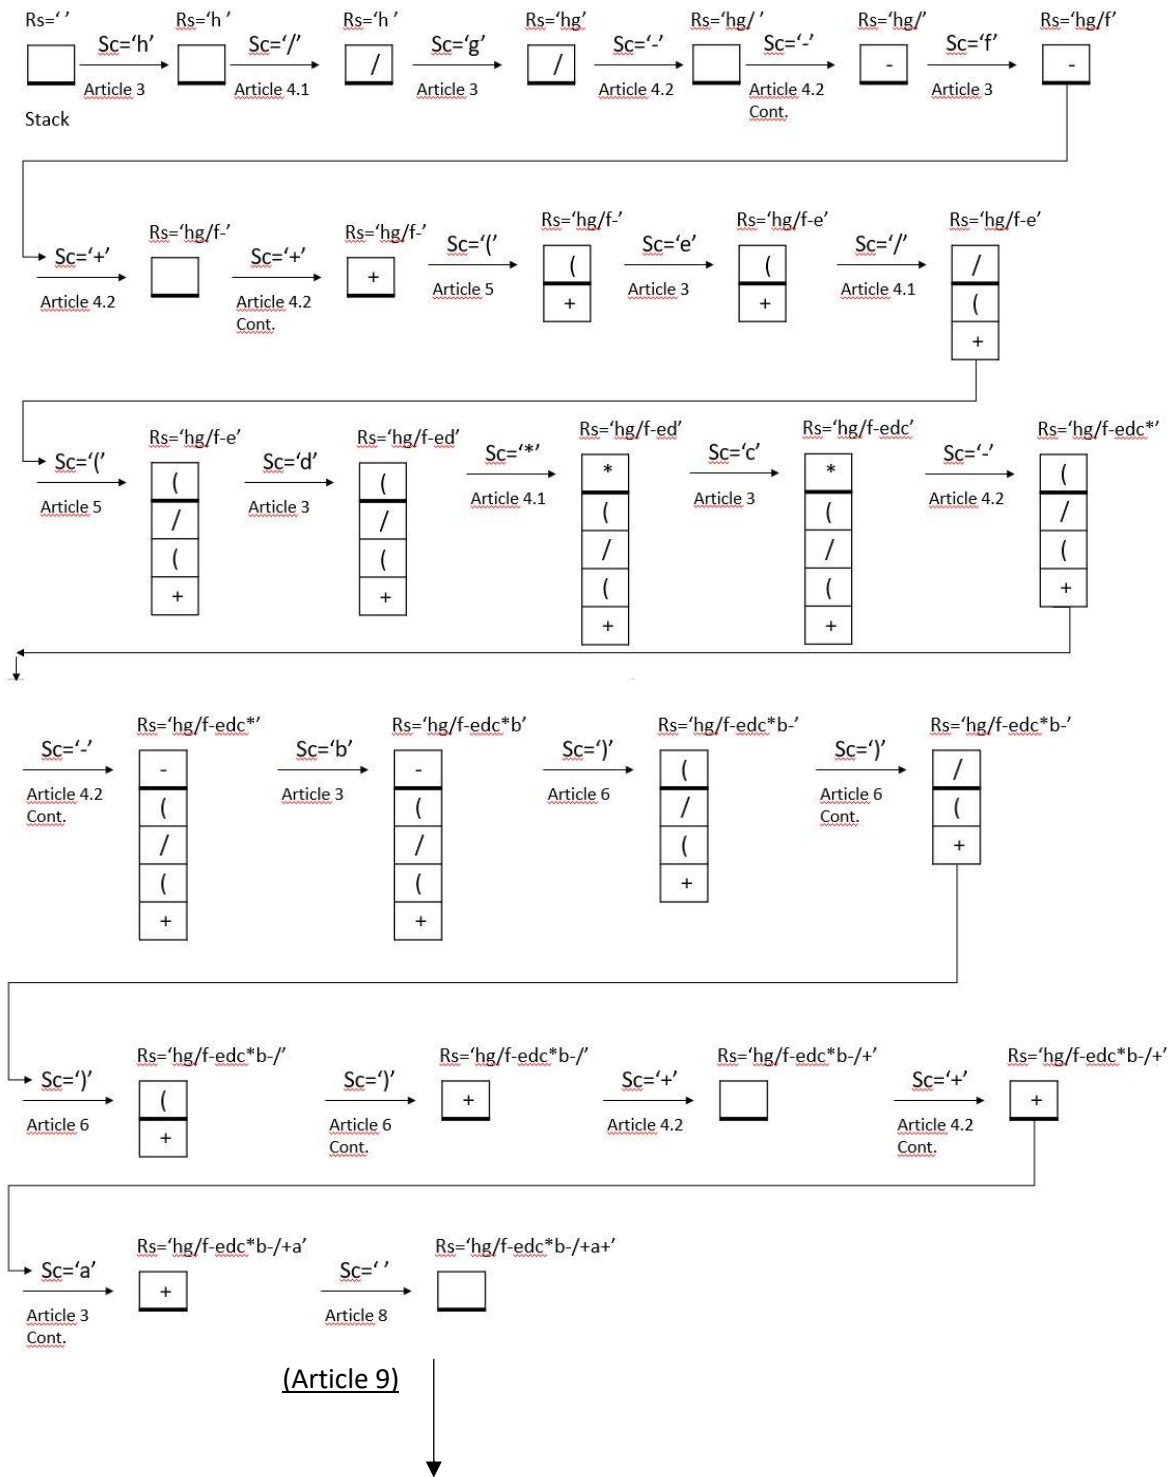 Rs=‘ ’ Rs=‘h ’ Rs=‘h ’ Rs=‘hg’ Rs=‘hg/ ’ Rs=‘hg/’ Rs=‘hg/f’
Sc=‘h’ Sc=‘/’ Sc=‘g’ Sc=‘-’ Sc=‘-’ Sc=‘f’
/ / - -
Article 3 Article 4.1 Article 3 Article 4.2 Article 4.2 Article 3
Cont.
Stack
Rs=‘hg/f-’ Rs=‘hg/f-’ Rs=‘hg/f-’ Rs=‘hg/f-e’ Rs=‘hg/f-e’
Sc=‘+’ Sc=‘+’ Sc=‘(’ Sc=‘e’ Sc=‘/’
+ ( ( /
Article 4.2 Article 4.2 Article 5 Article 3 Article 4.1
Cont. + + (
+
Rs=‘hg/f-e’ Rs=‘hg/f-ed’ Rs=‘hg/f-ed’ Rs=‘hg/f-edc’ Rs=‘hg/f-edc*’
Sc=‘(’ Sc=‘d’ Sc=‘*’ Sc=‘c’ Sc=‘-’
( ( * * (
Article 5 Article 3 Article 4.1 Article 3 Article 4.2
/ / ( ( /
( ( / / (
+ + ( ( +
+ +
Rs=‘hg/f-edc*’ Rs=‘hg/f-edc*b’ Rs=‘hg/f-edc*b-’ Rs=‘hg/f-edc*b-’
Sc=‘-’ Sc=‘b’ Sc=‘)’ Sc=‘)’
- - ( /
Article 4.2 Article 3 Article 6 Article 6
Cont. ( ( / Cont. (
/ / ( +
( ( +
+ +
Rs=‘hg/f-edc*b-/’ Rs=‘hg/f-edc*b-/’ Rs=‘hg/f-edc*b-/+’ Rs=‘hg/f-edc*b-/+’
Sc=‘)’ Sc=‘)’ Sc=‘+’ Sc=‘+’
( + +
Article 6 Article 6 Article 4.2 Article 4.2
+ Cont. Cont.
Rs=‘hg/f-edc*b-/+a’ Rs=‘hg/f-edc*b-/+a+’
Sc=‘a’ Sc=‘ ’
+
Article 3 Article 8
Cont.
(Article 9)